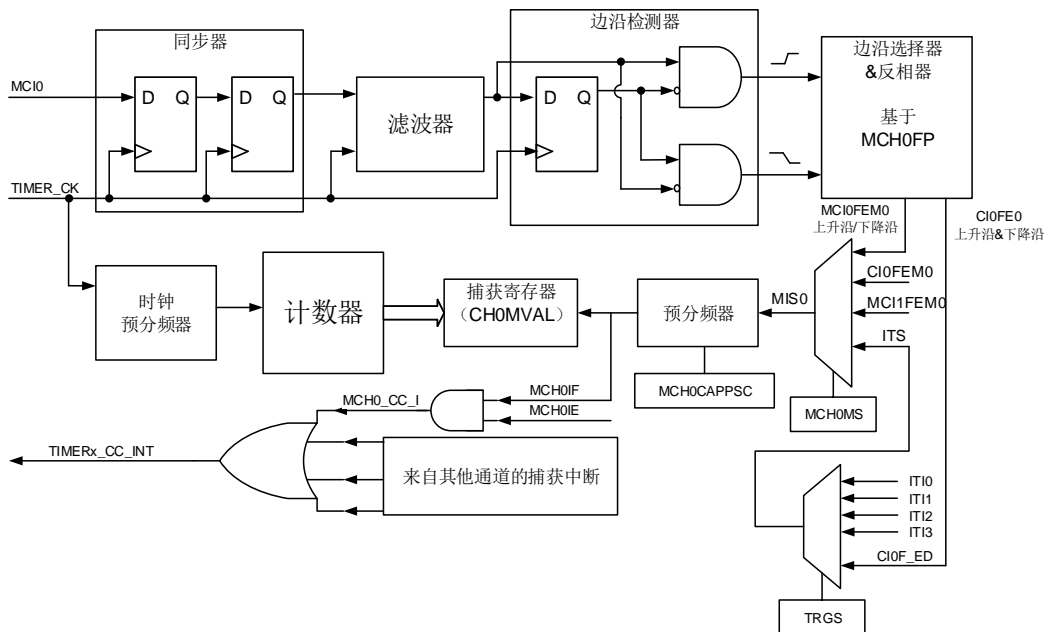 同步器
边沿检测器
MCI0
D Q
D Q
滤波器
D Q
边沿选择器
&反相器
基于
MCH0FP
TIMER_CK
MCI0FEM0
上升沿/下降沿
CI0FE0
上升沿&下降沿
时钟
预分频器
计数器
捕获寄存器
（CH0MVAL）
预分频器
MIS0
CI0FEM0
MCI1FEM0
ITS
MCH0CAPPSC
MCH0MS
MCH0_CC_I
MCH0IF
MCH0IE
TIMERx_CC_INT
来自其他通道的捕获中断
ITI0
ITI1
ITI2
ITI3
CI0F_ED
TRGS